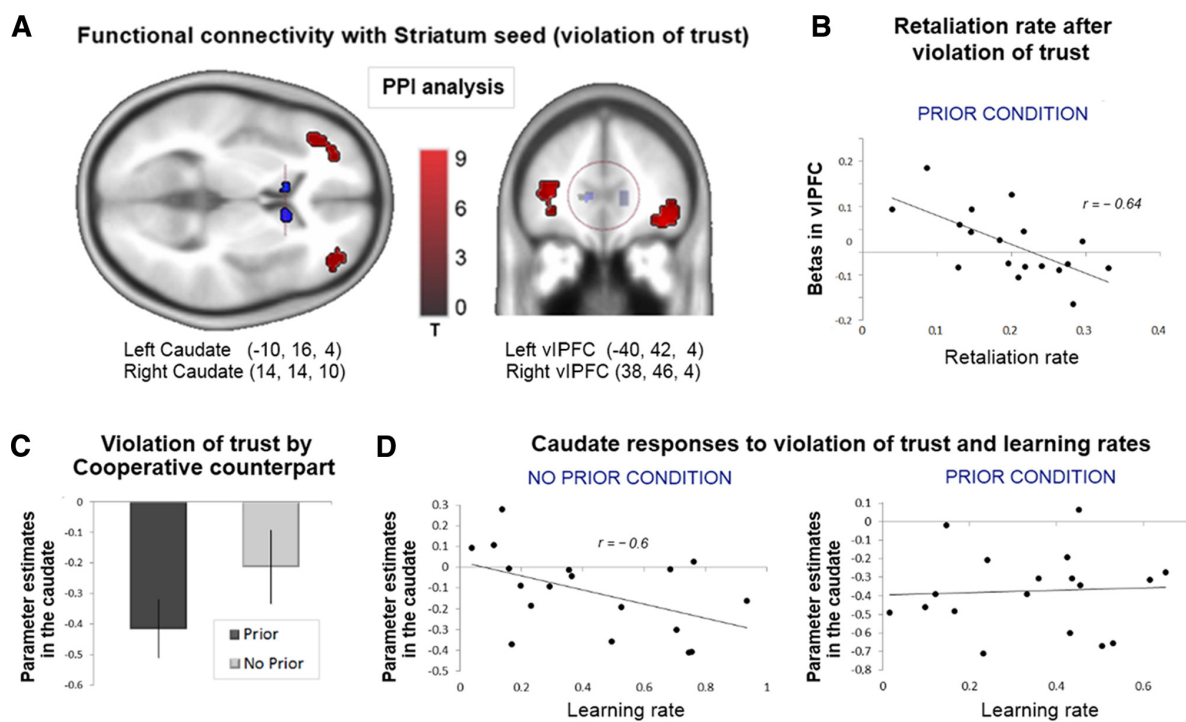 A
Functional connectivity with Striatum seed (violation of trust)
PPI analysis
9
6
3
0
T
Left Caudate (-10, 16, 4)
Right Caudate (14, 14, 10)
Left vlPFC (-40, 42, 4)
Right vlPFC (38, 46, 4)
B
Retaliation rate after
violation of trust
PRIOR CONDITION
Betas in vlPFC
0.2
0.1
0
-0.1
-0.2
r = – 0.64
0 0.1 0.2 0.3 0.4
Retaliation rate
C
Violation of trust by
Cooperative counterpart
Parameter estimates
in the caudate
0
-0.1
-0.2
-0.3
-0.4
-0.5
-0.6
Prior
No Prior
D
Caudate responses to violation of trust and learning rates
NO PRIOR CONDITION
Parameter estimates
in the caudate
0.3
0.2
0.1
0
-0.1
-0.2
-0.3
-0.4
-0.5
r = – 0.6
0 0.2 0.4 0.6 0.8 1
Learning rate
PRIOR CONDITION
Parameter estimates
in the caudate
0.1
0
-0.1
-0.2
-0.3
-0.4
-0.5
-0.6
-0.7
-0.8
0 0.2 0.4 0.6
Learning rate